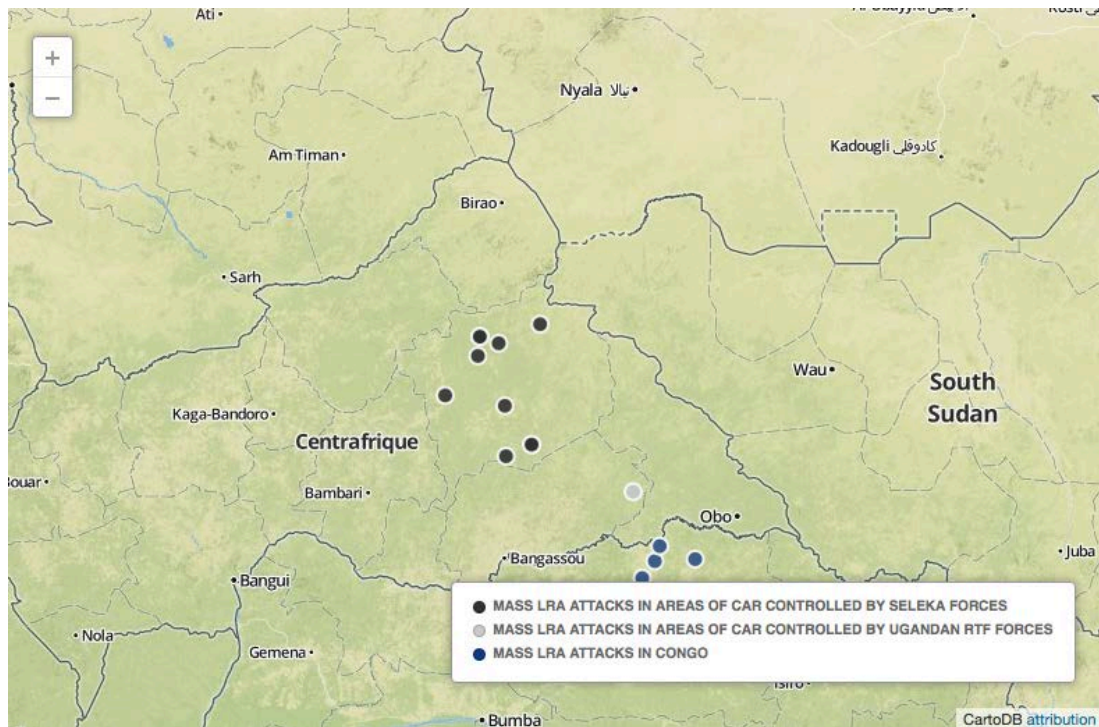 Ati
+
−
Nyala نيالا
Am Timan
Kadougli كادوقلي
Birao
Sarh
Wau
South
Sudan
Kaga-Bandoro
Centrafrique
Bouar
Bambari
Obo
Bangassou
Juba
Bangui
MASS LRA ATTACKS IN AREAS OF CAR CONTROLLED BY SELEKA FORCES
MASS LRA ATTACKS IN AREAS OF CAR CONTROLLED BY UGANDAN RTF FORCES
MASS LRA ATTACKS IN CONGO
Nola
Gemena
Isiro
Bumba
CartoDB attribution